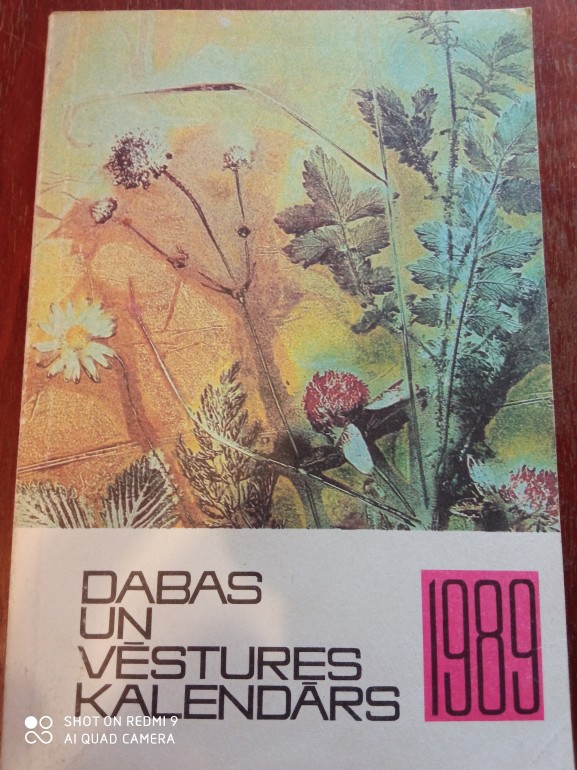 DABAS
UN
VĒSTURES
KALENDĀRS
1989
SHOT ON REDMI 9
AI QUAD CAMERA